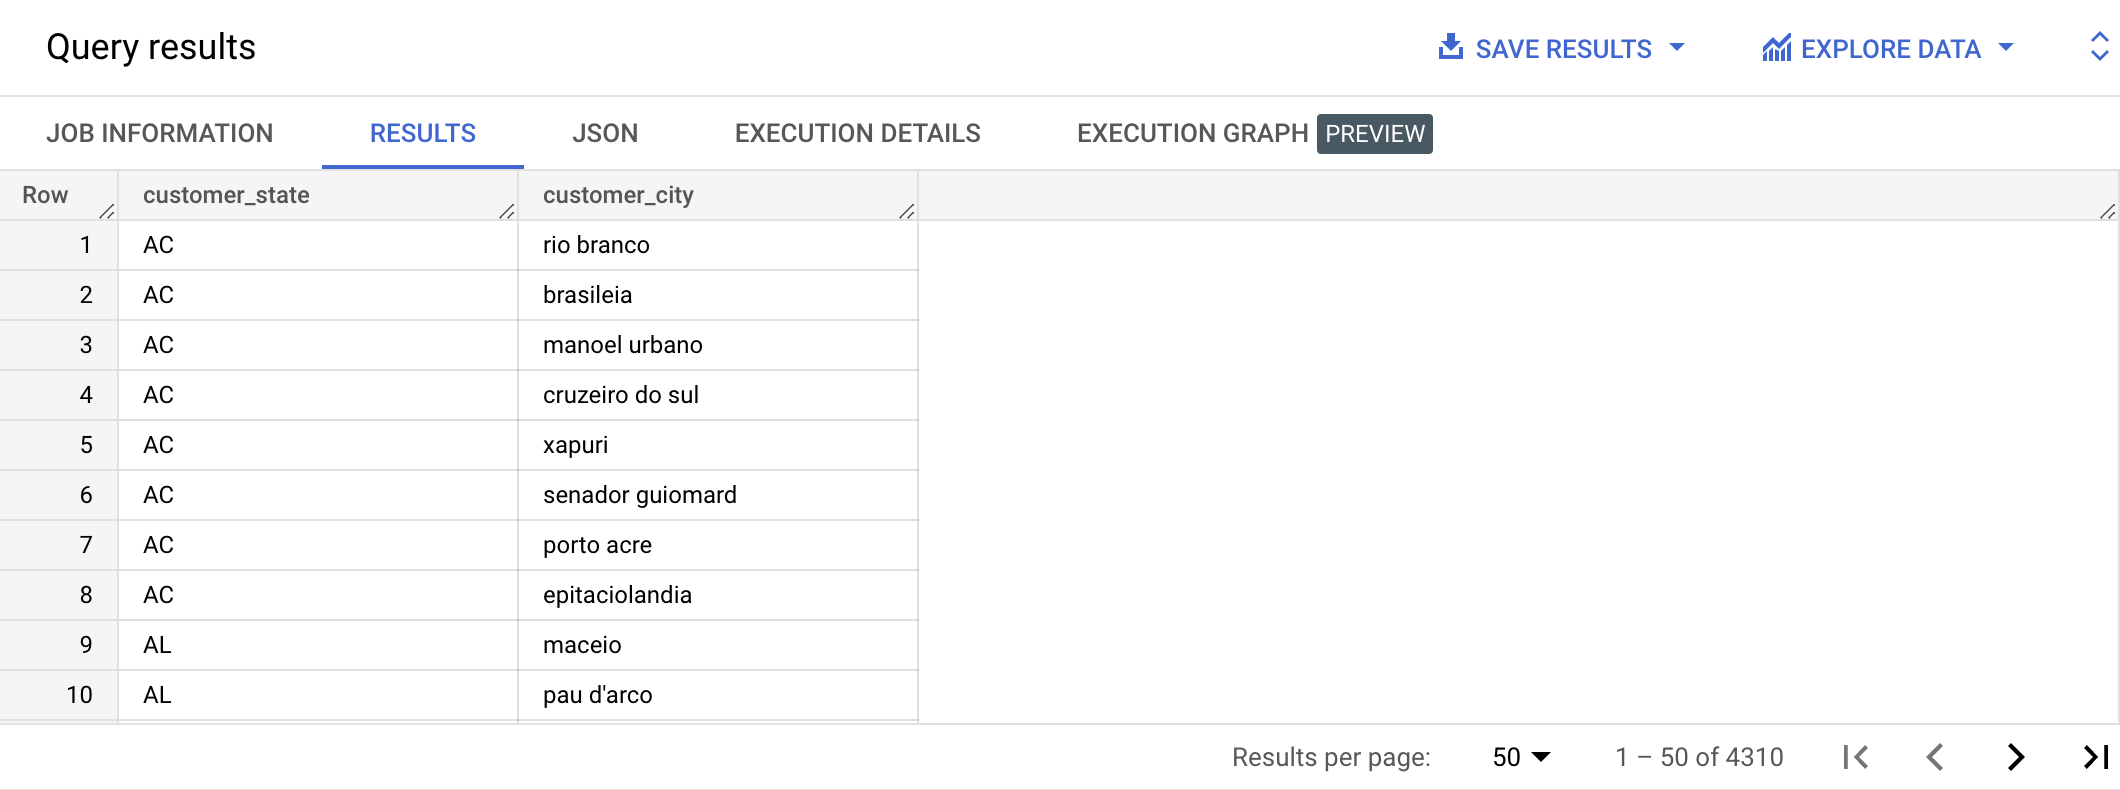 Query results SAVE RESULTS EXPLORE DATA
JOB INFORMATION RESULTS JSON EXECUTION DETAILS EXECUTION GRAPH PREVIEW
Row customer_state customer_city
1 AC rio branco
2 AC brasileia
3 AC manoel urbano
4 AC cruzeiro do sul
5 AC xapuri
6 AC senador guiomard
7 AC porto acre
8 AC epitaciolandia
9 AL maceio
10 AL pau d'arco
Results per page: 50 1 – 50 of 4310